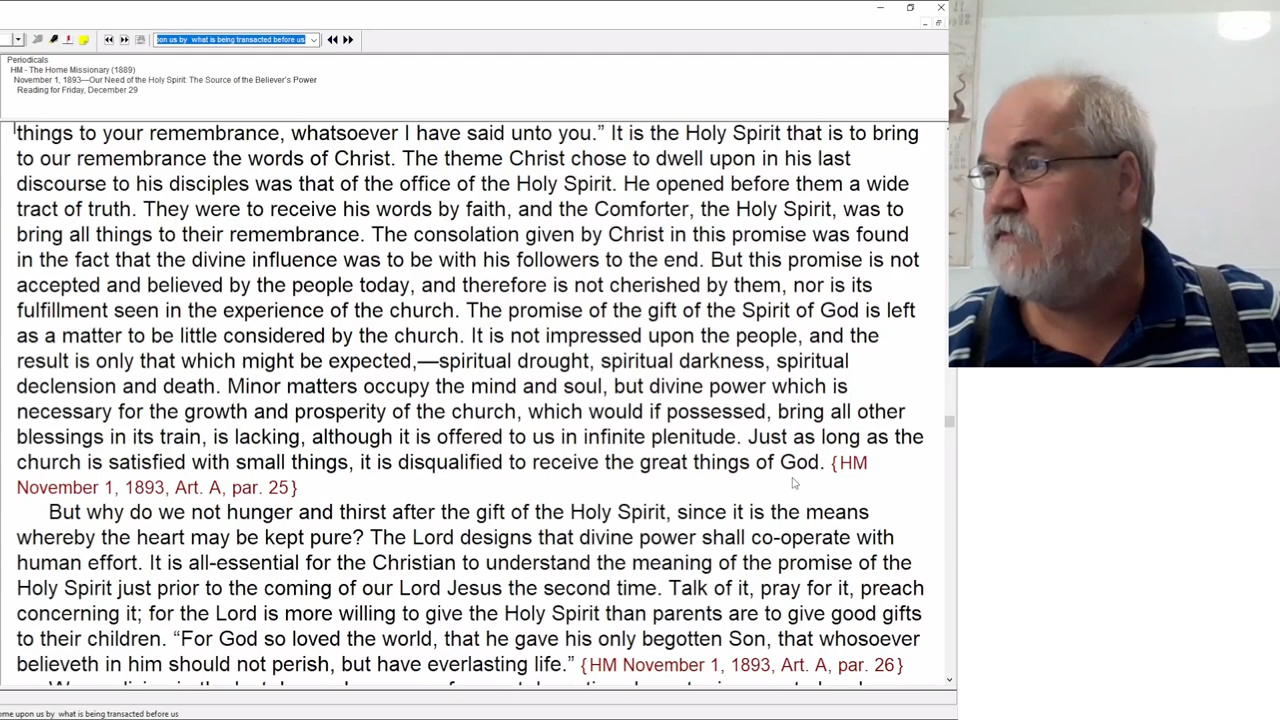 on us by  what is being transacted before us
Periodicals
HM - The Home Missionary (1889)
November 1, 1893—Our Need of the Holy Spirit: The Source of the Believer's Power
Reading for Friday, December 29
things to your remembrance, whatsoever I have said unto you.” It is the Holy Spirit that is to bring
to our remembrance the words of Christ. The theme Christ chose to dwell upon in his last
discourse to his disciples was that of the office of the Holy Spirit. He opened before them a wide
tract of truth. They were to receive his words by faith, and the Comforter, the Holy Spirit, was to
bring all things to their remembrance. The consolation given by Christ in this promise was found
in the fact that the divine influence was to be with his followers to the end. But this promise is not
accepted and believed by the people today, and therefore is not cherished by them, nor is its
fulfillment seen in the experience of the church. The promise of the gift of the Spirit of God is left
as a matter to be little considered by the church. It is not impressed upon the people, and the
result is only that which might be expected,—spiritual drought, spiritual darkness, spiritual
declension and death. Minor matters occupy the mind and soul, but divine power which is
necessary for the growth and prosperity of the church, which would if possessed, bring all other
blessings in its train, is lacking, although it is offered to us in infinite plenitude. Just as long as the
church is satisfied with small things, it is disqualified to receive the great things of God. {HM
November 1, 1893, Art. A, par. 25}
But why do we not hunger and thirst after the gift of the Holy Spirit, since it is the means
whereby the heart may be kept pure? The Lord designs that divine power shall co-operate with
human effort. It is all-essential for the Christian to understand the meaning of the promise of the
Holy Spirit just prior to the coming of our Lord Jesus the second time. Talk of it, pray for it, preach
concerning it; for the Lord is more willing to give the Holy Spirit than parents are to give good gifts
to their children. “For God so loved the world, that he gave his only begotten Son, that whosoever
believeth in him should not perish, but have everlasting life.” {HM November 1, 1893, Art. A, par. 26}
ome upon us by  what is being transacted before us